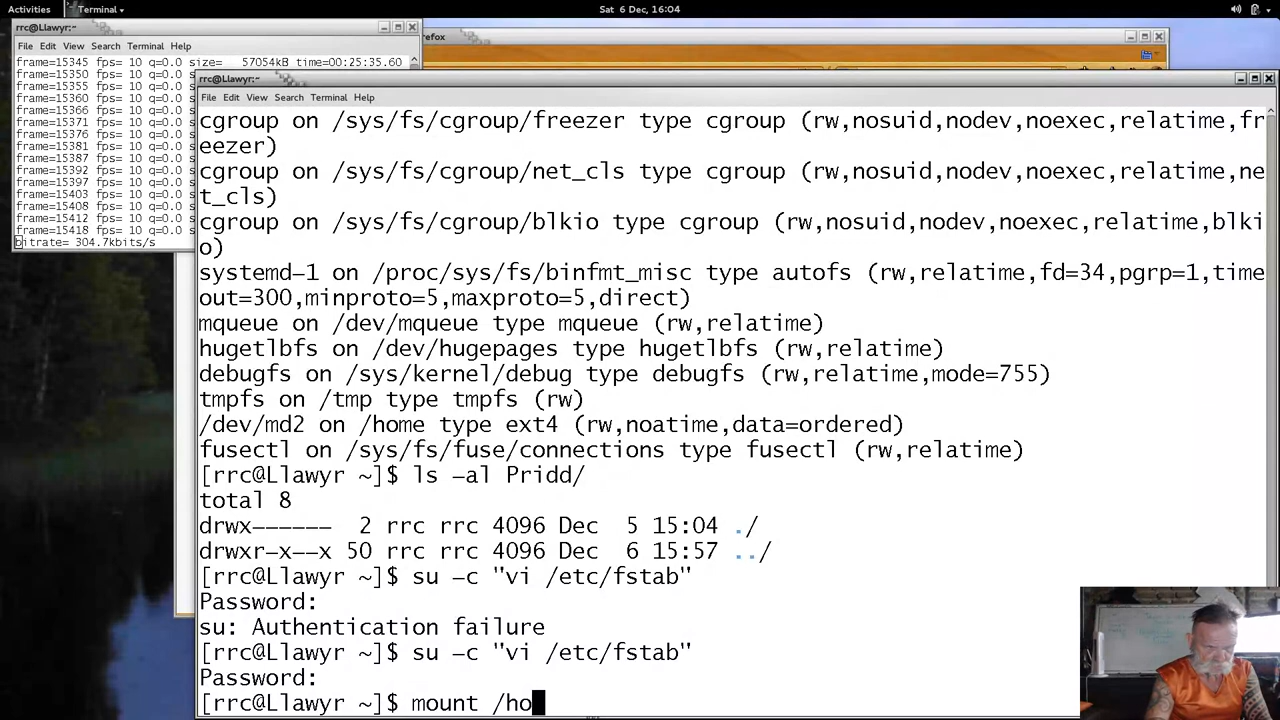 Activities Terminal Sat 6 Dec, 16:04
rrc@Llawyr:~
File Edit View Search Terminal Help
frame=15345 fps= 10 q=0.0 size= 57054kB time=00:25:35.60
frame=15350 fps= 10 q=0.0 s
frame=15355 fps= 10 q=0.0 s
frame=15360 fps= 10 q=0.0 s
frame=15366 fps= 10 q=0.0 s
frame=15371 fps= 10 q=0.0 s
frame=15376 fps= 10 q=0.0 s
frame=15381 fps= 10 q=0.0 s
frame=15387 fps= 10 q=0.0 s
frame=15392 fps= 10 q=0.0 s
frame=15397 fps= 10 q=0.0 s
frame=15403 fps= 10 q=0.0 s
frame=15408 fps= 10 q=0.0 s
frame=15412 fps= 10 q=0.0 s
frame=15418 fps= 10 q=0.0 s
bitrate= 304.7kbits/s
efox
rrc@Llawyr:~
File Edit View Search Terminal Help
cgroup on /sys/fs/cgroup/freezer type cgroup (rw,nosuid,nodev,noexec,relatime,fr
eezer)
cgroup on /sys/fs/cgroup/net_cls type cgroup (rw,nosuid,nodev,noexec,relatime,ne
t_cls)
cgroup on /sys/fs/cgroup/blkio type cgroup (rw,nosuid,nodev,noexec,relatime,blki
o)
systemd-1 on /proc/sys/fs/binfmt_misc type autofs (rw,relatime,fd=34,pgrp=1,time
out=300,minproto=5,maxproto=5,direct)
mqueue on /dev/mqueue type mqueue (rw,relatime)
hugetlbfs on /dev/hugepages type hugetlbfs (rw,relatime)
debugfs on /sys/kernel/debug type debugfs (rw,relatime,mode=755)
tmpfs on /tmp type tmpfs (rw)
/dev/md2 on /home type ext4 (rw,noatime,data=ordered)
fusectl on /sys/fs/fuse/connections type fusectl (rw,relatime)
[rrc@Llawyr ~]$ ls -al Pridd/
total 8
drwx------ 2 rrc rrc 4096 Dec 5 15:04 ./
drwxr-x--x 50 rrc rrc 4096 Dec 6 15:57 ../
[rrc@Llawyr ~]$ su -c "vi /etc/fstab"
Password:
su: Authentication failure
[rrc@Llawyr ~]$ su -c "vi /etc/fstab"
Password:
[rrc@Llawyr ~]$ mount /ho